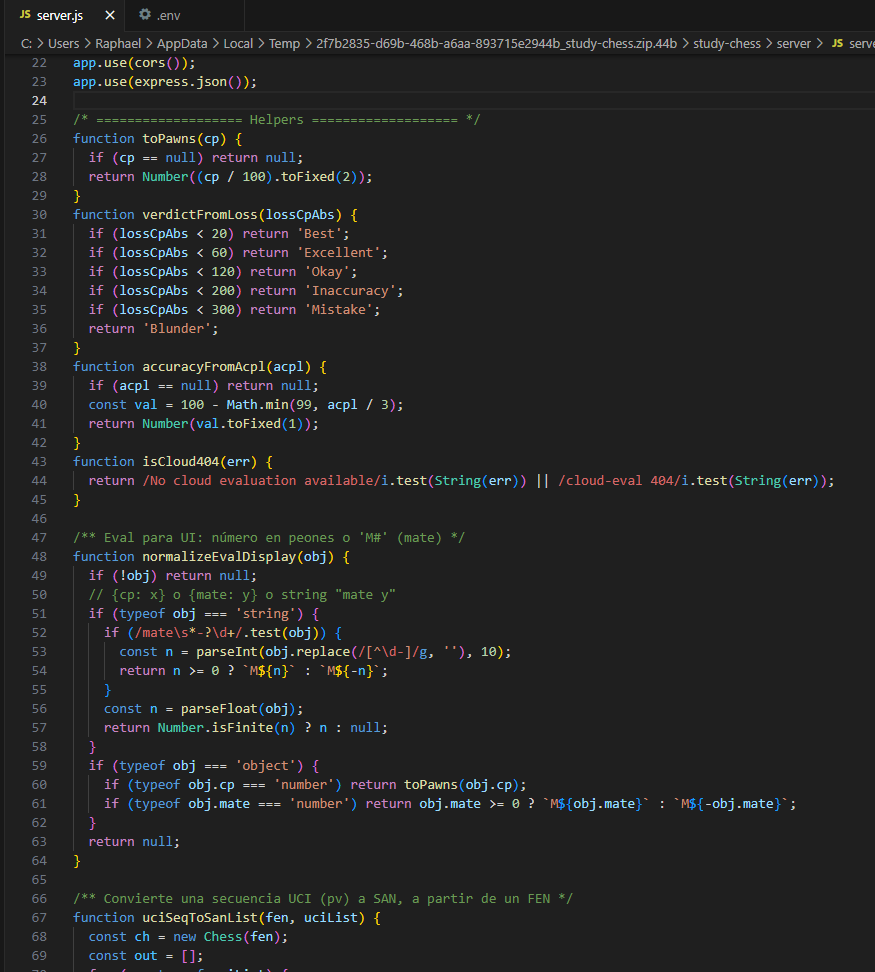 JS server.js × .env
C: > Users > Raphael > AppData > Local > Temp > 2f7b2835-d69b-468b-a6aa-893715e2944b_study-chess.zip.44b > study-chess > server > JS serve
22 app.use(cors());
23 app.use(express.json());
24
25 /* =================== Helpers =================== */
26 function toPawns(cp) {
27   if (cp == null) return null;
28   return Number((cp / 100).toFixed(2));
29 }
30 function verdictFromLoss(lossCpAbs) {
31   if (lossCpAbs < 20) return 'Best';
32   if (lossCpAbs < 60) return 'Excellent';
33   if (lossCpAbs < 120) return 'Okay';
34   if (lossCpAbs < 200) return 'Inaccuracy';
35   if (lossCpAbs < 300) return 'Mistake';
36   return 'Blunder';
37 }
38 function accuracyFromAcpl(acpl) {
39   if (acpl == null) return null;
40   const val = 100 - Math.min(99, acpl / 3);
41   return Number(val.toFixed(1));
42 }
43 function isCloud404(err) {
44   return /No cloud evaluation available/i.test(String(err)) || /cloud-eval 404/i.test(String(err));
45 }
46
47 /** Eval para UI: número en peones o 'M#' (mate) */
48 function normalizeEvalDisplay(obj) {
49   if (!obj) return null;
50   // {cp: x} o {mate: y} o string "mate y"
51   if (typeof obj === 'string') {
52     if (/mate\s*-?\d+/.test(obj)) {
53       const n = parseInt(obj.replace(/[^\d-]/g, ''), 10);
54       return n >= 0 ? `M${n}` : `M${-n}`;
55     }
56     const n = parseFloat(obj);
57     return Number.isFinite(n) ? n : null;
58   }
59   if (typeof obj === 'object') {
60     if (typeof obj.cp === 'number') return toPawns(obj.cp);
61     if (typeof obj.mate === 'number') return obj.mate >= 0 ? `M${obj.mate}` : `M${-obj.mate}`;
62   }
63   return null;
64 }
65
66 /** Convierte una secuencia UCI (pv) a SAN, a partir de un FEN */
67 function uciSeqToSanList(fen, uciList) {
68   const ch = new Chess(fen);
69   const out = [];